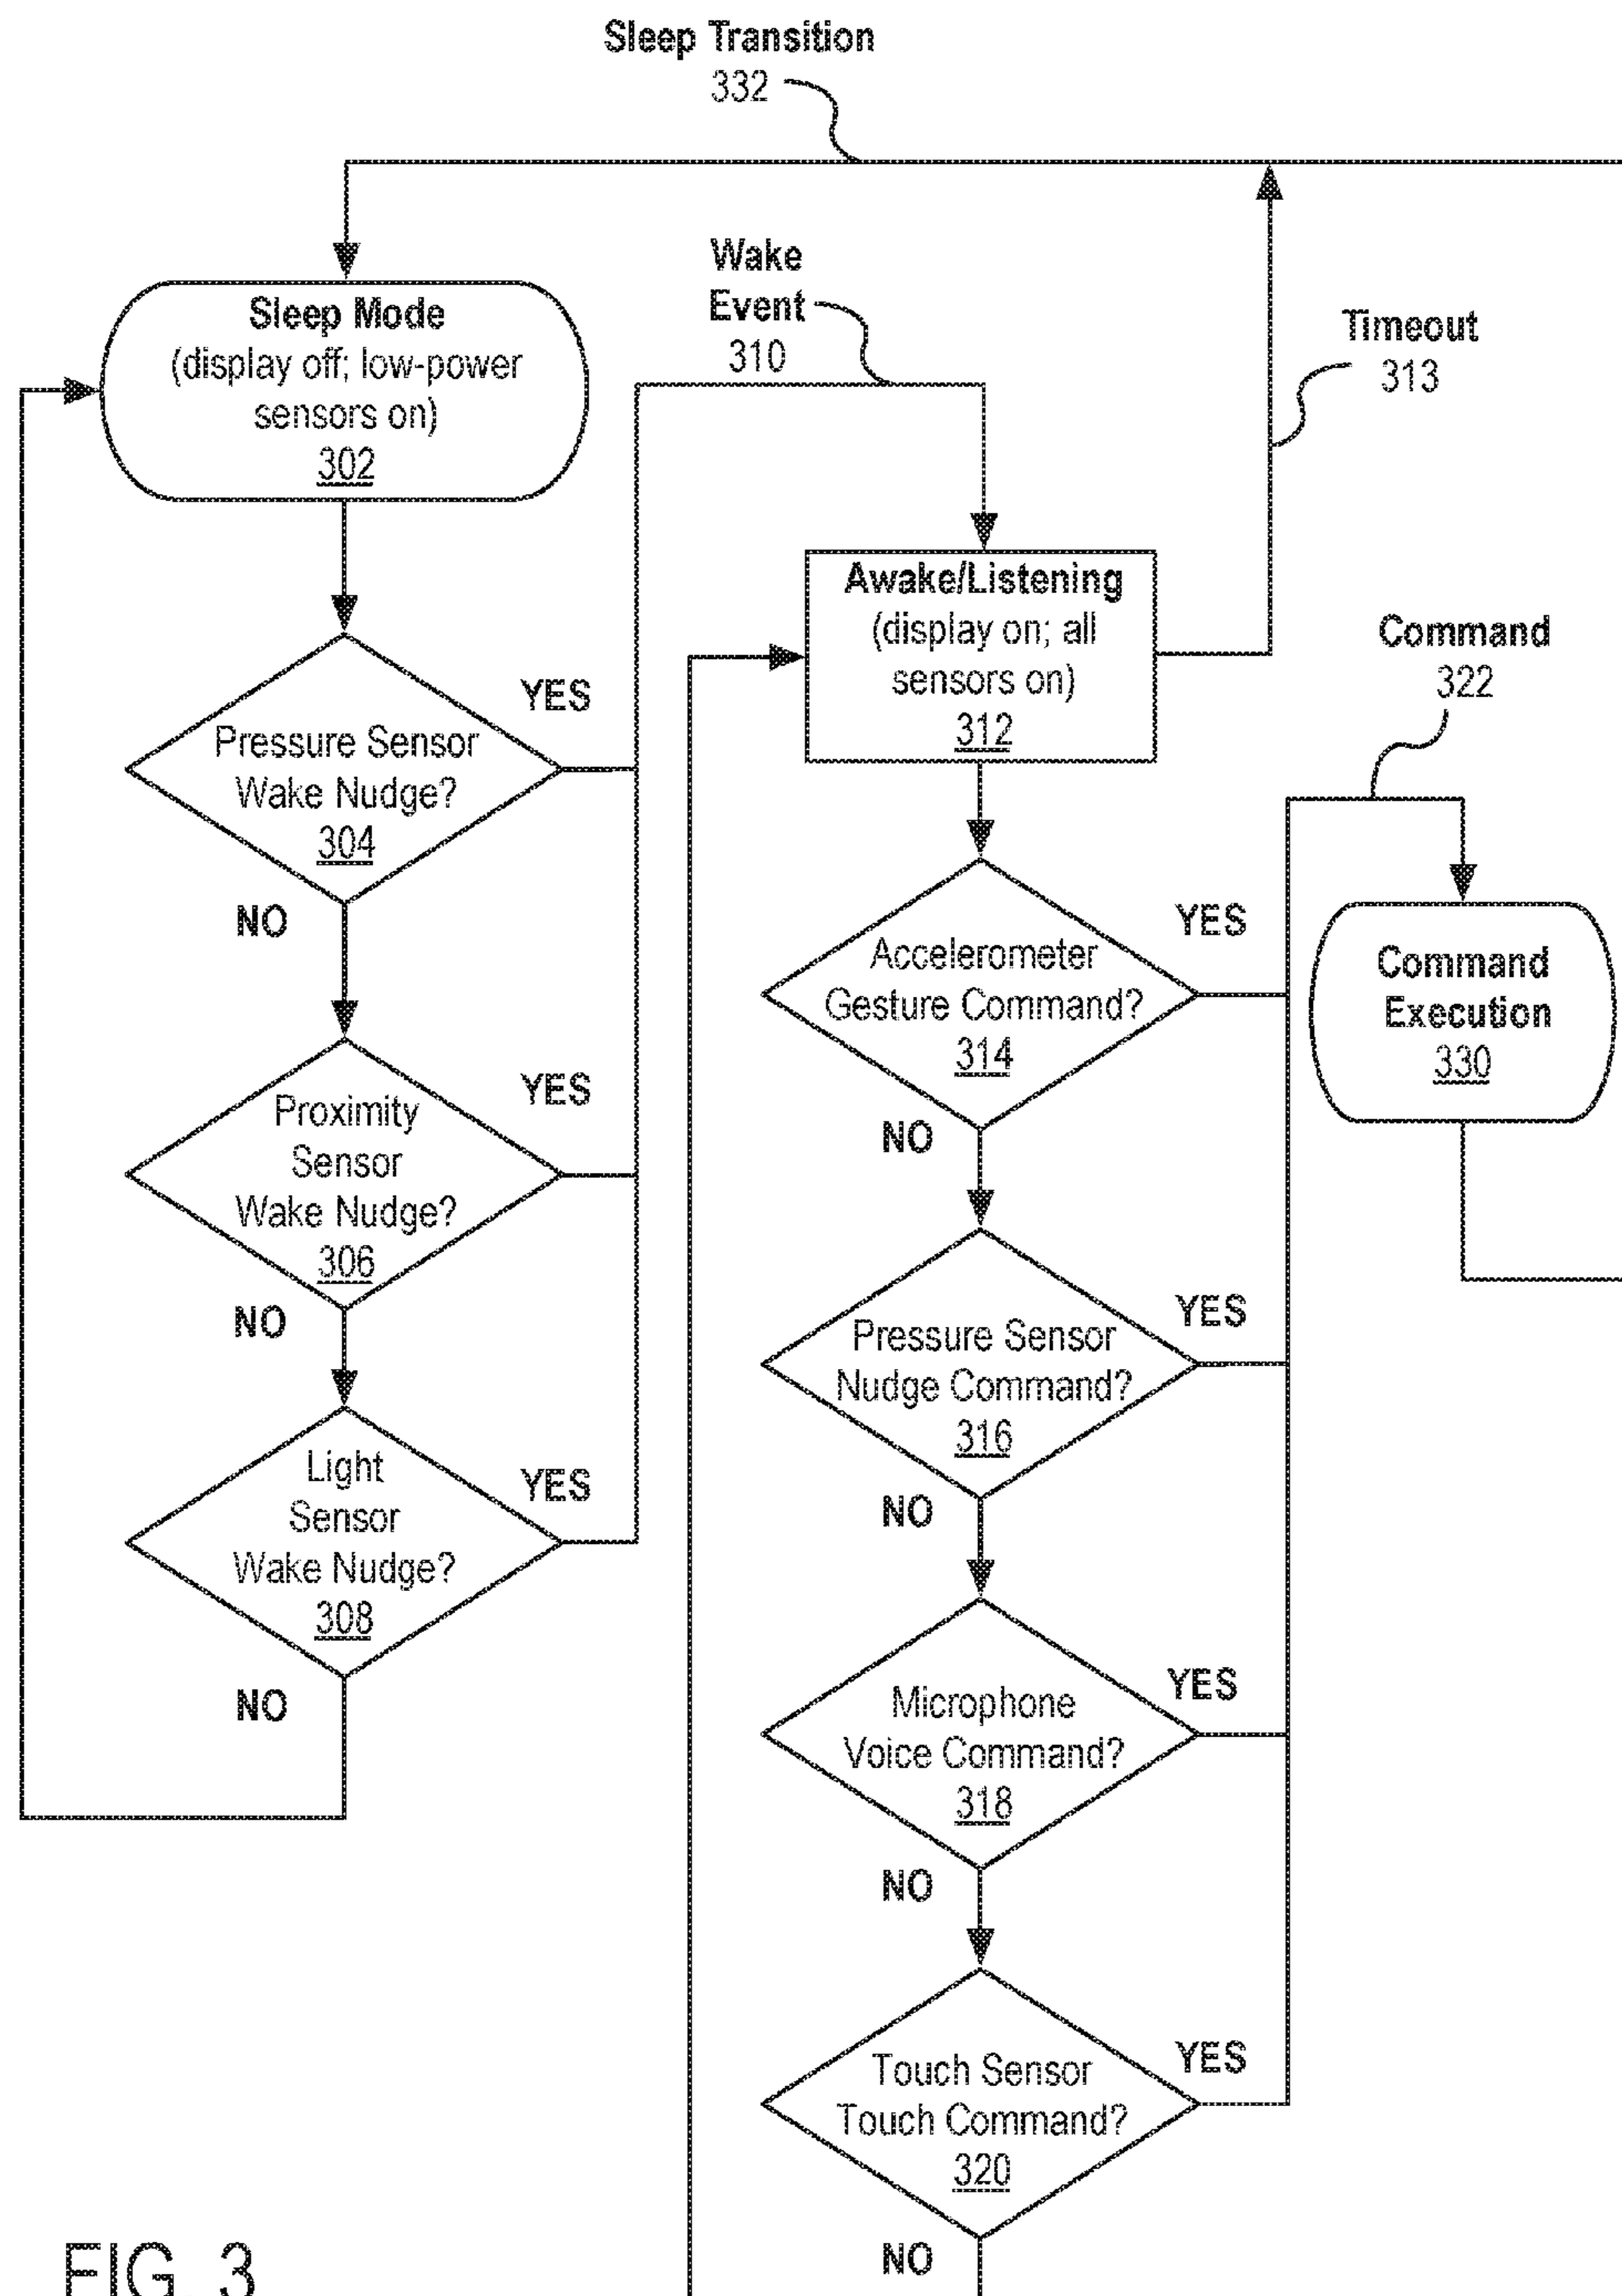 Sleep Transition
332
Sleep Mode
(display off; low-power
sensors on)
302
Wake
Event
310
Timeout
313
Pressure Sensor
Wake Nudge?
304
YES
NO
Proximity
Sensor
Wake Nudge?
306
YES
NO
Light
Sensor
Wake Nudge?
308
YES
NO
Awake/Listening
(display on; all
sensors on)
312
Command
322
Accelerometer
Gesture Command?
314
YES
NO
Command
Execution
330
Pressure Sensor
Nudge Command?
316
YES
NO
Microphone
Voice Command?
318
YES
NO
Touch Sensor
Touch Command?
320
YES
NO
FIG. 3